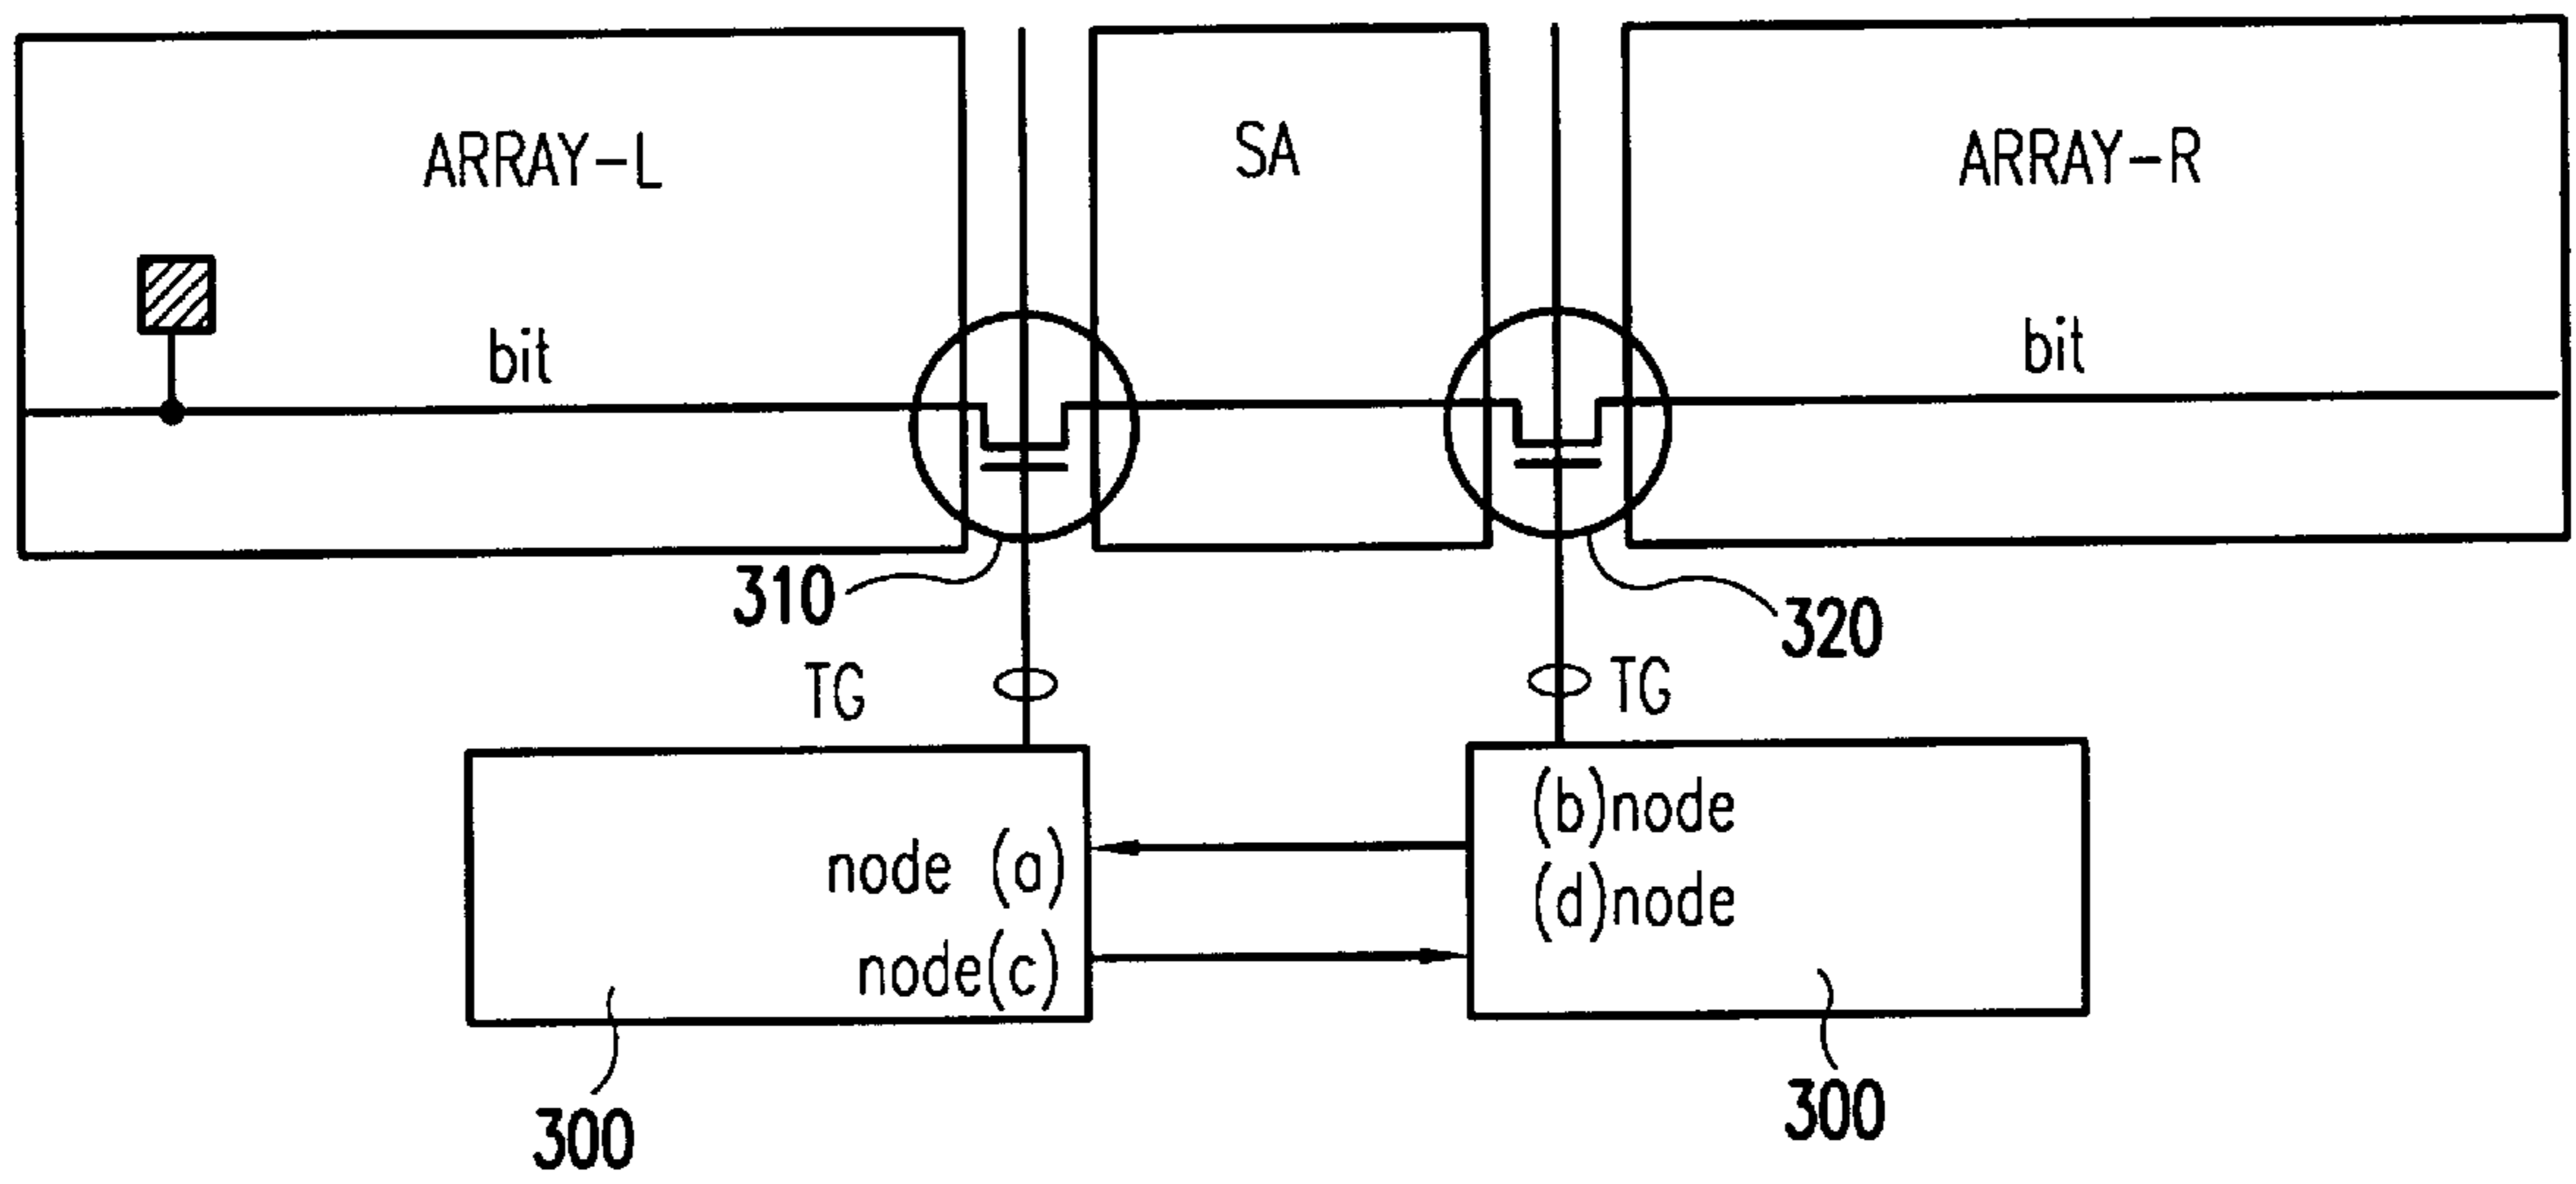 ARRAY-L
SA
ARRAY-R
bit
bit
310
320
TG
TG
node (a)
node(c)
(b)node
(d)node
300
300